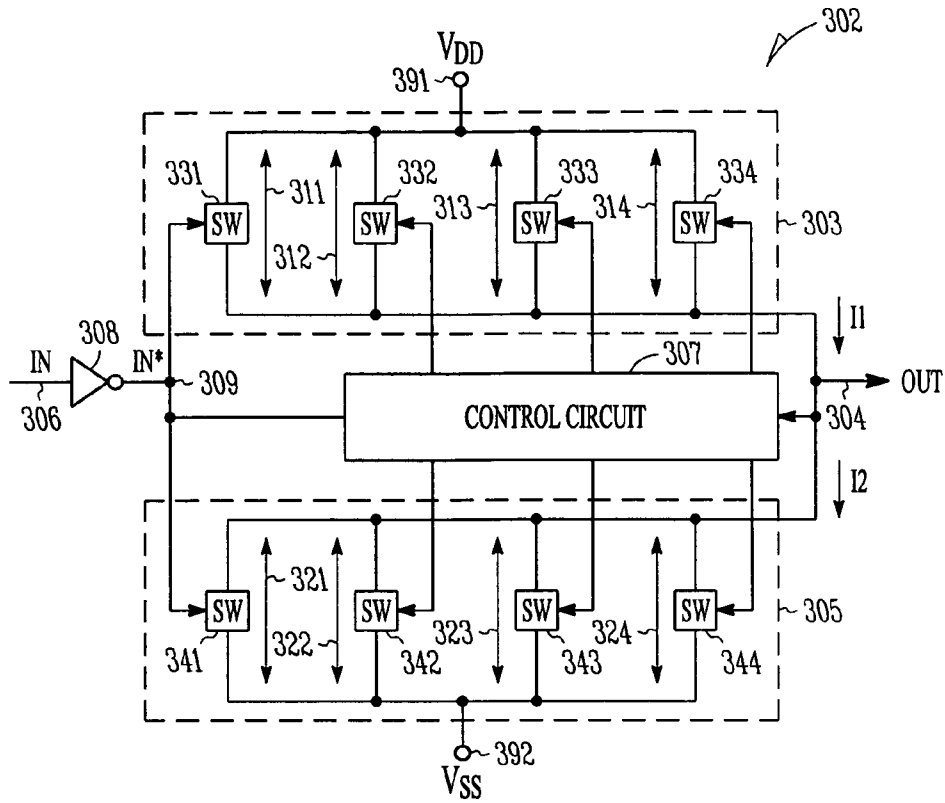 302
VDD
391
331
311
332
333
334
SW
SW
SW
SW
312
313
314
303
I1
308
IN
IN*
309
306
307
CONTROL CIRCUIT
OUT
304
I2
321
322
323
324
305
SW
SW
SW
SW
341
342
343
344
392
VSS